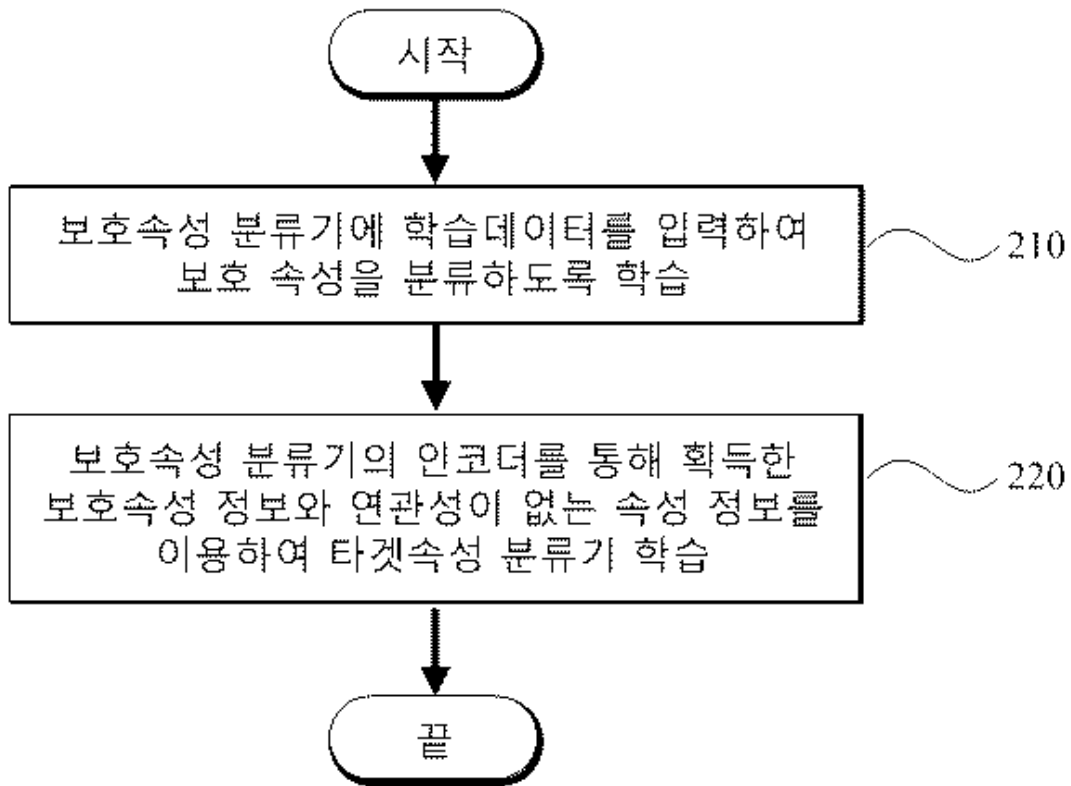 시작
보호속성 분류기에 학습데이터를 입력하여
보호 속성을 분류하도록 학습
210
보호속성 분류기의 인코더를 통해 획득한
보호속성 정보와 연관성이 없는 속성 정보를
이용하여 타겟속성 분류기 학습
220
끝